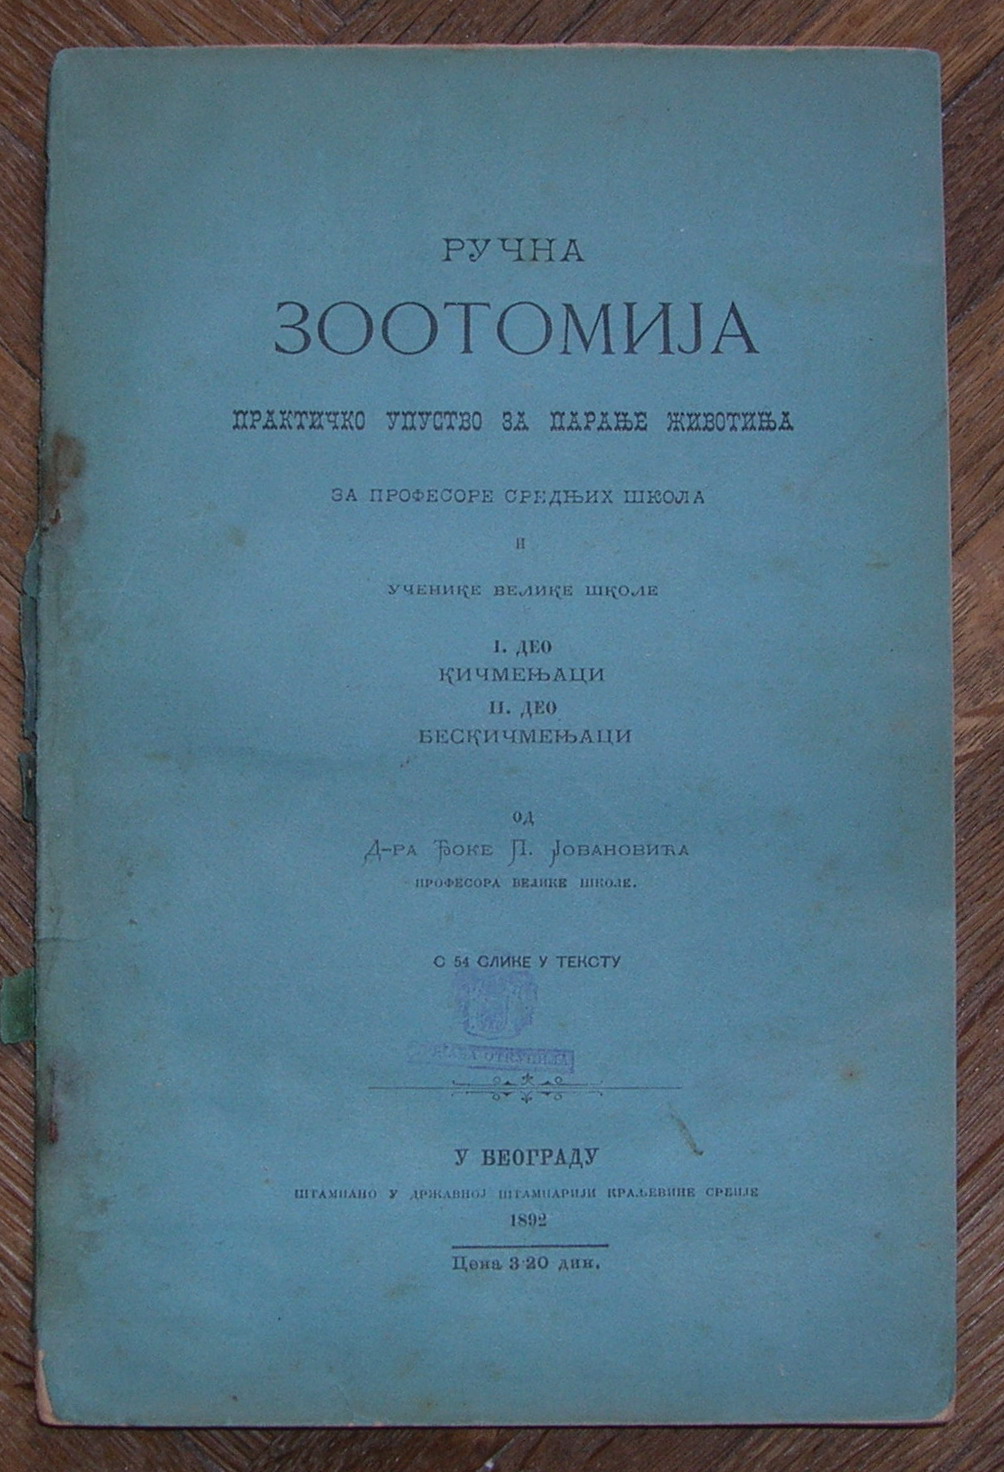 РУЧНА
ЗООТОМИЈА
ПРАКТИЧКО УПУСТВО ЗА ПАРАЊЕ ЖИВОТИЊА
ЗА ПРОФЕСОРЕ СРЕДЊИХ ШКОЛА
И
УЧЕНИКЕ ВЕЛИКЕ ШКОЛЕ
I. ДЕО
КИЧМЕЊАЦИ
II. ДЕО
БЕСКИЧМЕЊАЦИ
ОД
Д-РА ЂОКЕ П. ЈОВАНОВИЋА
ПРОФЕСОРА ВЕЛИКЕ ШКОЛЕ.
С 54 СЛИКЕ У ТЕКСТУ
У БЕОГРАДУ
ШТАМПАНО У ДРЖАВНОЈ ШТАМПАРИЈИ КРАЉЕВИНЕ СРБИЈЕ
1892
Цена 3·20 дин.